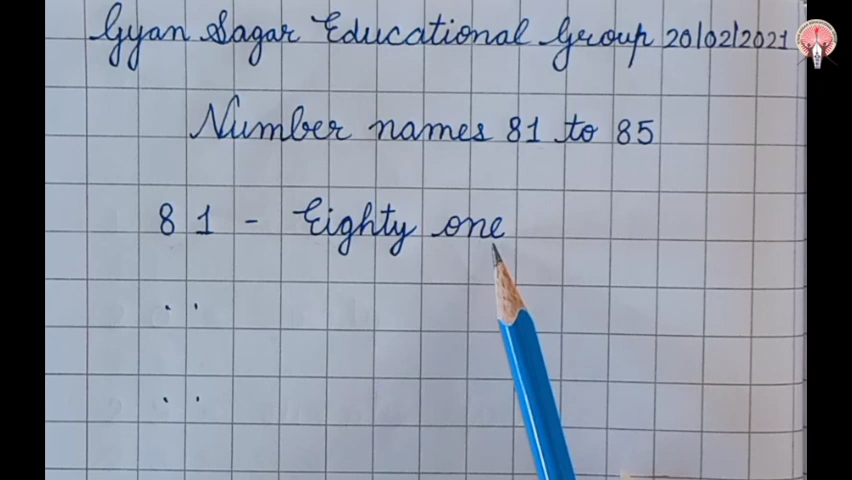 Gyan Sagar Educational Group 20/02/2021
Number names 81 to 85
81 - Eighty one
. .
. .